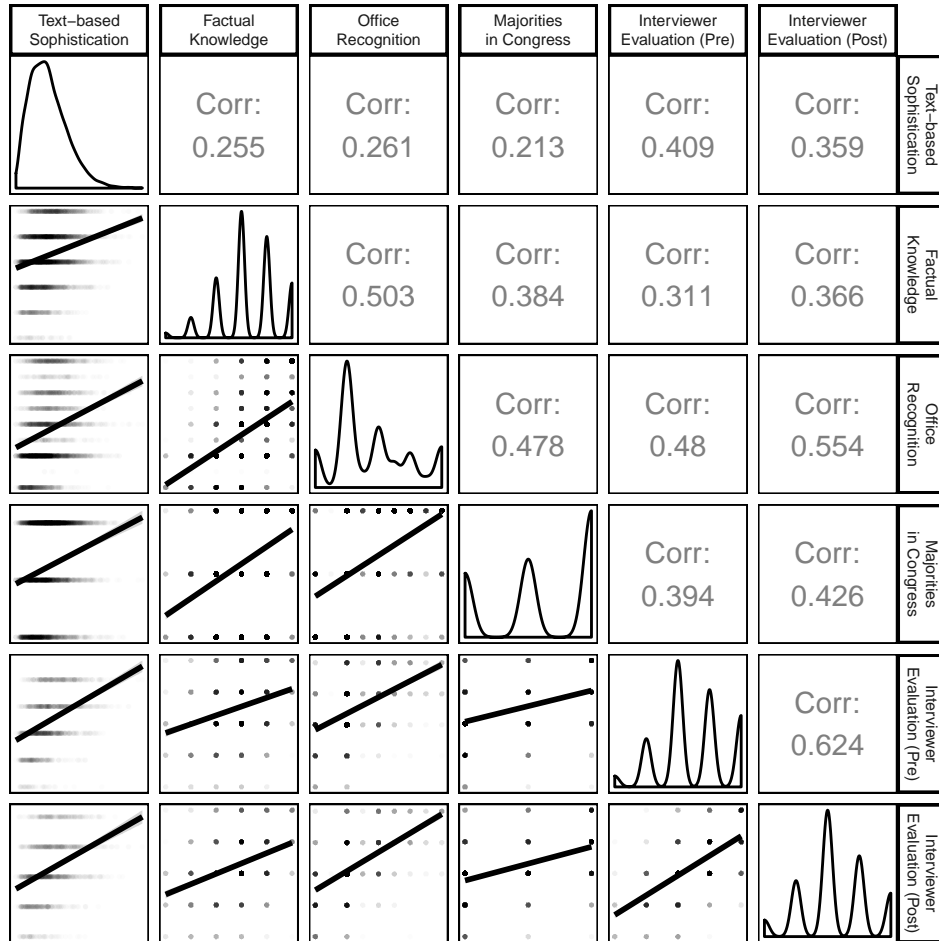 Text−based
Sophistication
Factual
Knowledge
Office
Recognition
Majorities
in Congress
Interviewer
Evaluation (Pre)
Interviewer
Evaluation (Post)
Corr:
0.255
Corr:
0.261
Corr:
0.213
Corr:
0.409
Corr:
0.359
Text−based
Sophistication
Corr:
0.503
Corr:
0.384
Corr:
0.311
Corr:
0.366
Factual
Knowledge
Corr:
0.478
Corr:
0.48
Corr:
0.554
Office
Recognition
Corr:
0.394
Corr:
0.426
Majorities
in Congress
Corr:
0.624
Interviewer
Evaluation (Pre)
Interviewer
Evaluation (Post)